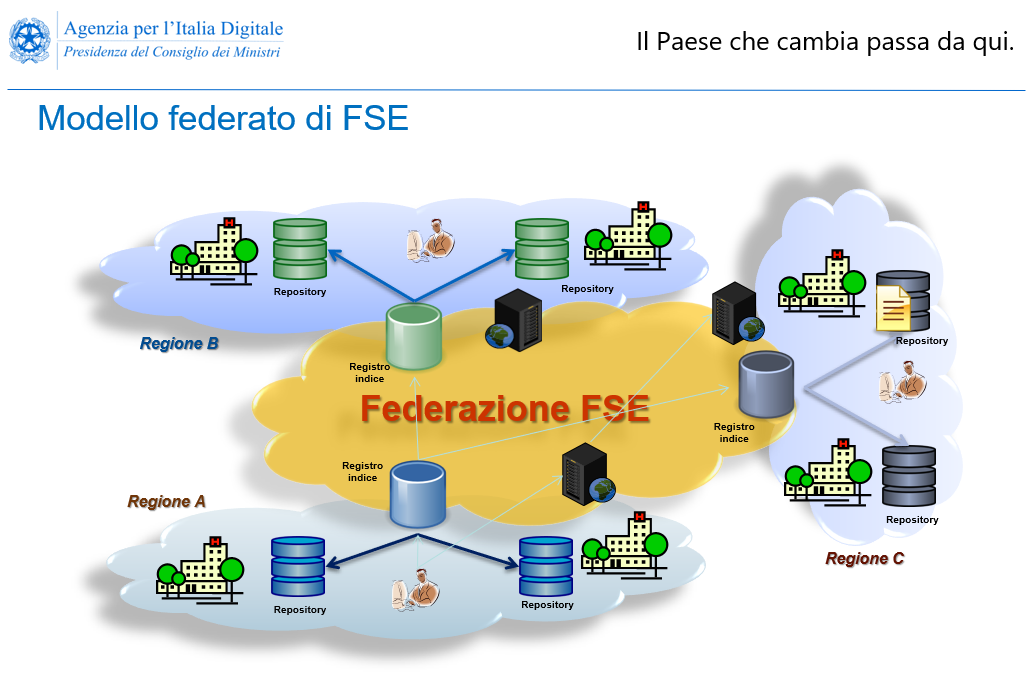 Agenzia per l'Italia Digitale
Presidenza del Consiglio dei Ministri
Il Paese che cambia passa da qui.
Modello federato di FSE
H
H
H
Repository
Repository
Regione B
Repository
Registro
indice
Federazione FSE
Registro
indice
Registro
indice
H
Regione A
Repository
H
H
Regione C
Repository
Repository